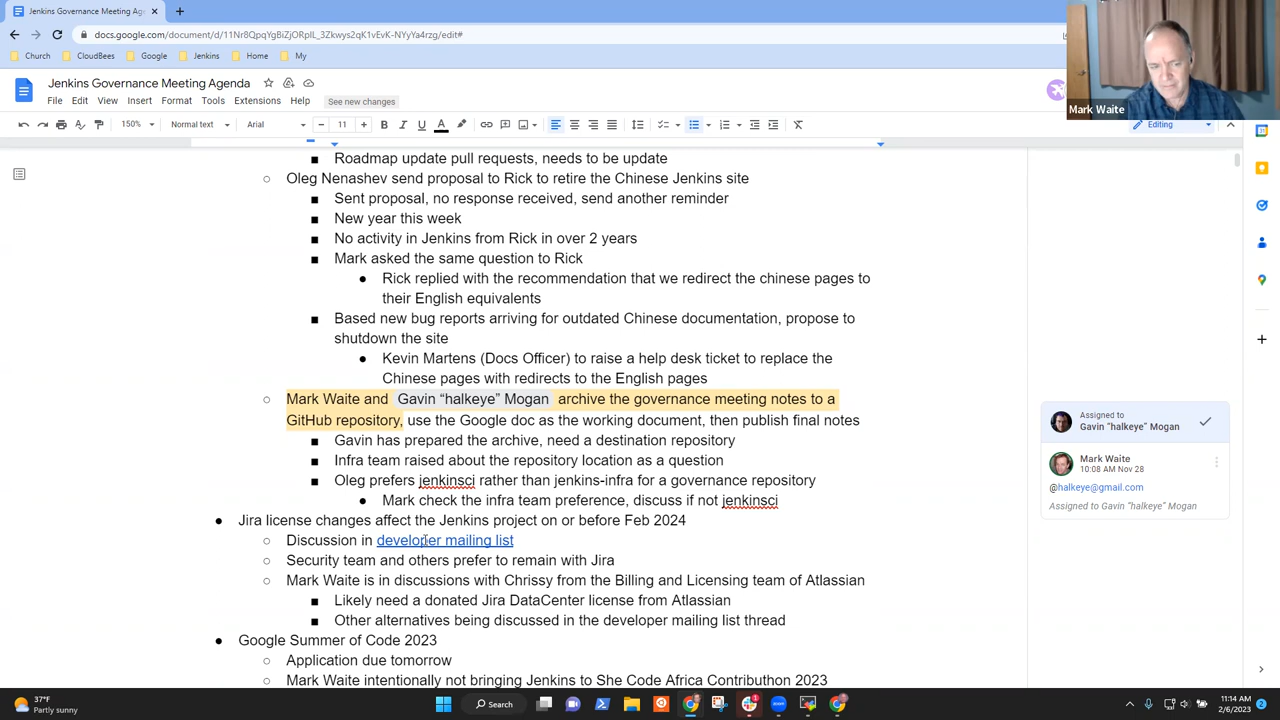 Jenkins Governance Meeting Ag
docs.google.com/document/d/11Nr8QpqYgBiZjORpIL_3Zkwys2qK1vEvK-NYyYa4rzg/edit#
Church
CloudBees
Google
Jenkins
Home
My
Jenkins Governance Meeting Agenda
File Edit View Insert Format Tools Extensions Help
See new changes
Mark Waite
150%
Normal text
Arial
11
Editing
Roadmap update pull requests, needs to be update
Oleg Nenashev send proposal to Rick to retire the Chinese Jenkins site
Sent proposal, no response received, send another reminder
New year this week
No activity in Jenkins from Rick in over 2 years
Mark asked the same question to Rick
Rick replied with the recommendation that we redirect the chinese pages to
their English equivalents
Based new bug reports arriving for outdated Chinese documentation, propose to
shutdown the site
Kevin Martens (Docs Officer) to raise a help desk ticket to replace the
Chinese pages with redirects to the English pages
Mark Waite and Gavin “halkeye” Mogan archive the governance meeting notes to a
GitHub repository, use the Google doc as the working document, then publish final notes
Gavin has prepared the archive, need a destination repository
Infra team raised about the repository location as a question
Oleg prefers jenkinsci rather than jenkins-infra for a governance repository
Mark check the infra team preference, discuss if not jenkinsci
Jira license changes affect the Jenkins project on or before Feb 2024
Discussion in developer mailing list
Security team and others prefer to remain with Jira
Mark Waite is in discussions with Chrissy from the Billing and Licensing team of Atlassian
Likely need a donated Jira DataCenter license from Atlassian
Other alternatives being discussed in the developer mailing list thread
Google Summer of Code 2023
Application due tomorrow
Mark Waite intentionally not bringing Jenkins to She Code Africa Contributhon 2023
Assigned to
Gavin “halkeye” Mogan
Mark Waite
10:08 AM Nov 28
@halkeye@gmail.com
Assigned to Gavin “halkeye” Mogan
37°F
Partly sunny
Search
11:14 AM
2/6/2023